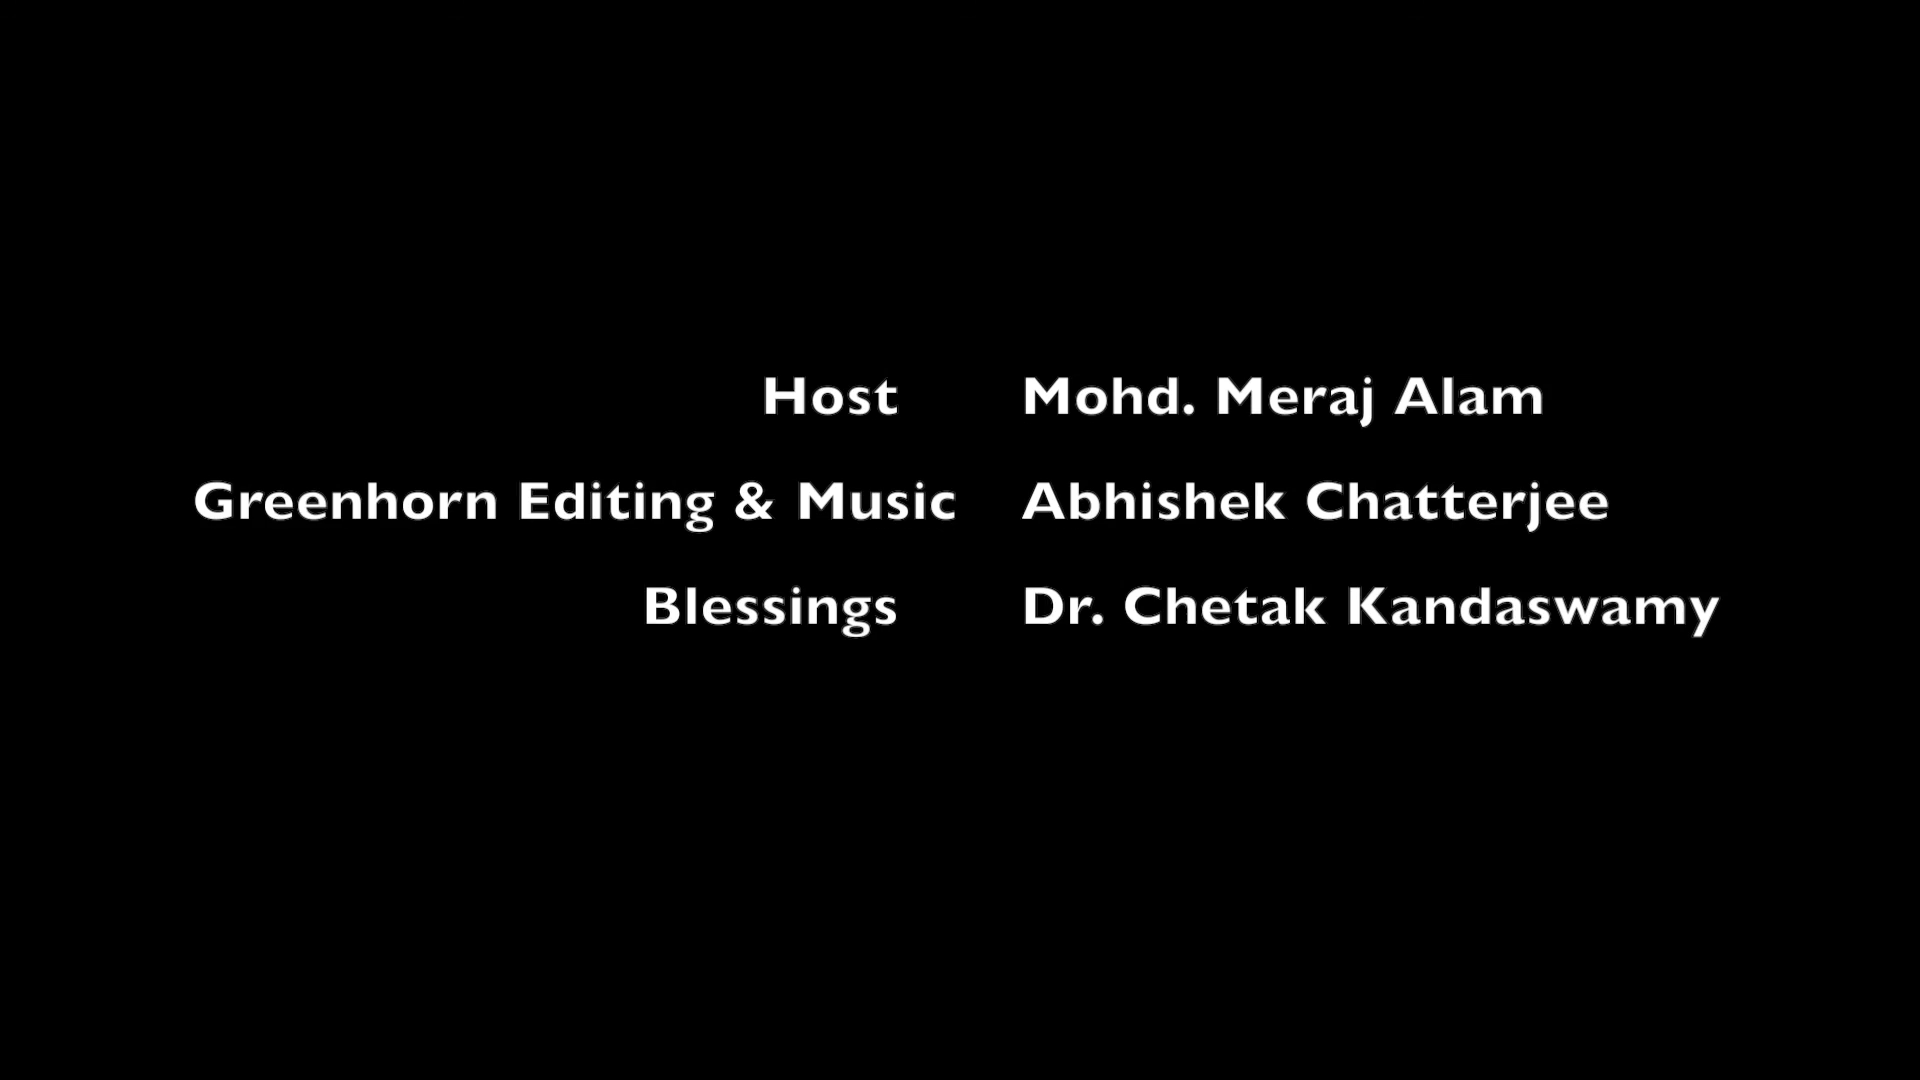 Host Mohd. Meraj Alam
Greenhorn Editing & Music Abhishek Chatterjee
Blessings Dr. Chetak Kandaswamy